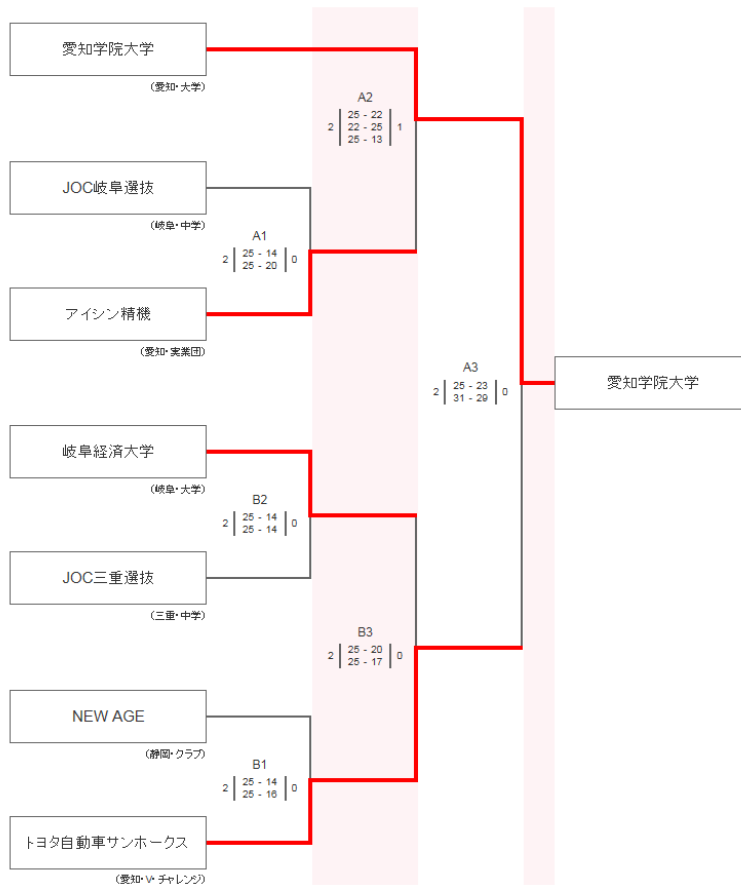 愛知学院大学
(愛知・大学)
A2
2 25 - 22 1
22 - 25
25 - 13
JOC岐阜選抜
(岐阜・中学)
A1
2 25 - 14 0
25 - 20
アイシン精機
(愛知・実業団)
A3
2 25 - 23 0
31 - 29
愛知学院大学
岐阜経済大学
(岐阜・大学)
B2
2 25 - 14 0
25 - 14
JOC三重選抜
(三重・中学)
B3
2 25 - 20 0
25 - 17
NEW AGE
(静岡・クラブ)
B1
2 25 - 14 0
25 - 16
トヨタ自動車サンホークス
(愛知・V・チャレンジ)